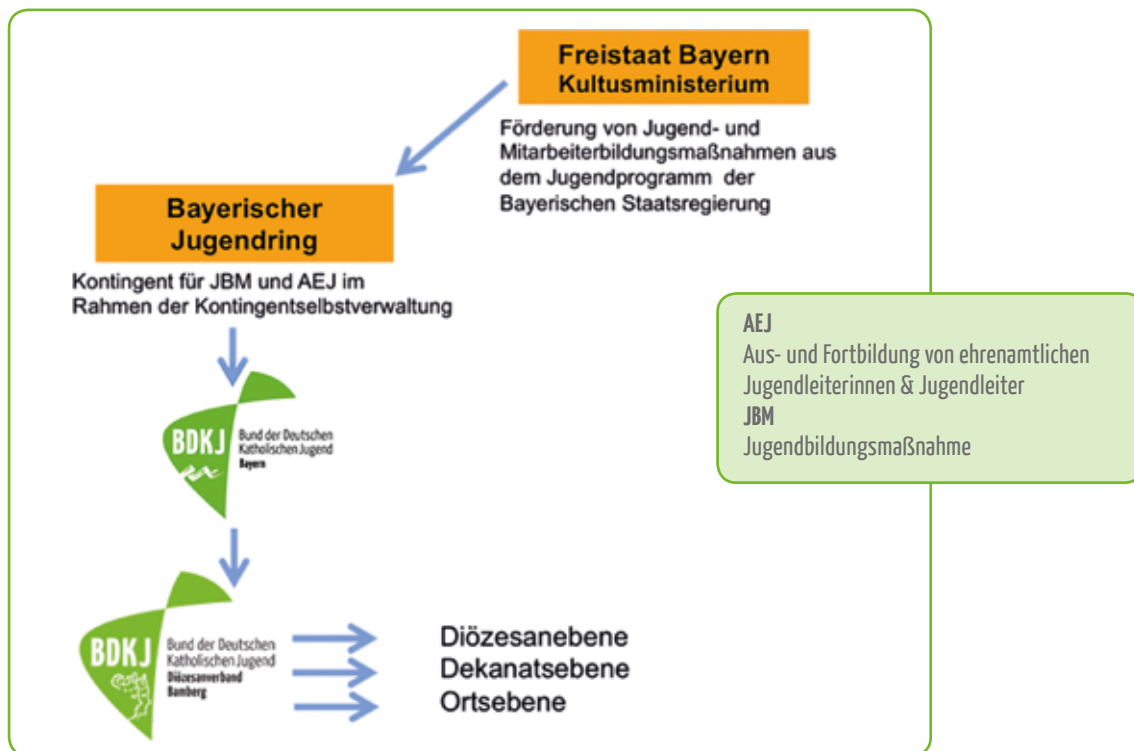 Freistaat Bayern
Kultusministerium
Förderung von Jugend- und
Mitarbeiterbildungsmaßnahmen aus
dem Jugendprogramm der
Bayerischen Staatsregierung
Bayerischer
Jugendring
Kontingent für JBM und AEJ im
Rahmen der Kontingentselbstverwaltung
AEJ
Aus- und Fortbildung von ehrenamtlichen
Jugendleiterinnen & Jugendleiter
JBM
Jugendbildungsmaßnahme
BDKJ
Bund der Deutschen
Katholischen Jugend
Bayern
BDKJ
Bund der Deutschen
Katholischen Jugend
Diözesanverband
Bamberg
Diözesanebene
Dekanatsebene
Ortsebene